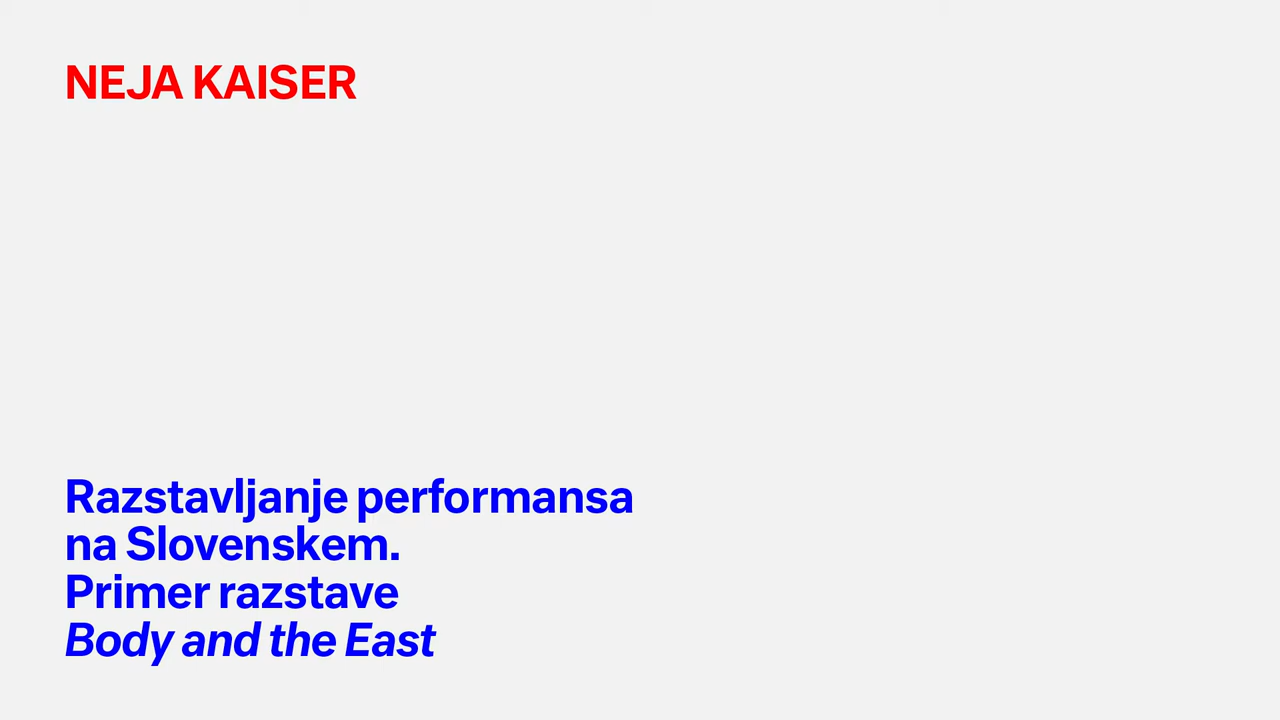 NEJA KAISER
Razstavljanje performansa
na Slovenskem.
Primer razstave
Body and the East